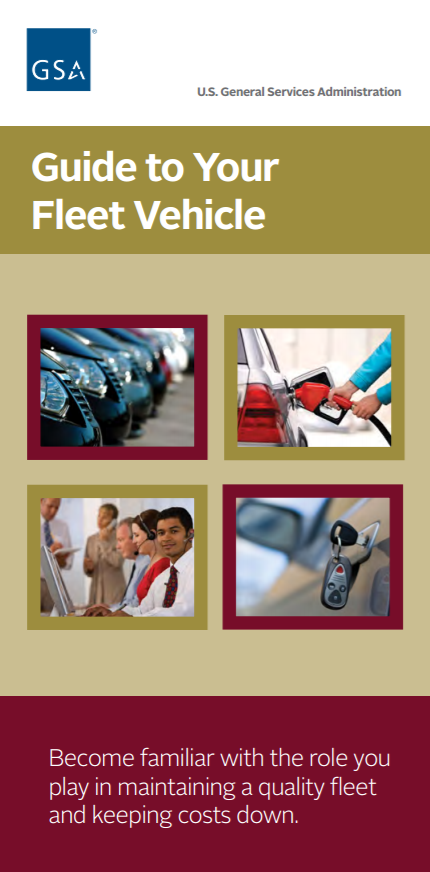 GSA®
U.S. General Services Administration
Guide to Your
Fleet Vehicle
Become familiar with the role you
play in maintaining a quality fleet
and keeping costs down.